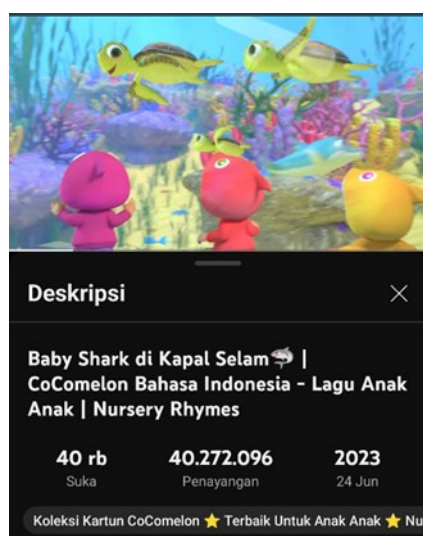 Deskripsi
Baby Shark di Kapal Selam🦈 |
CoComelon Bahasa Indonesia - Lagu Anak
Anak | Nursery Rhymes
40 rb 40.272.096 2023
Suka Penayangan 24 Jun
Koleksi Kartun CoComelon ⭐ Terbaik Untuk Anak Anak ⭐ Nu